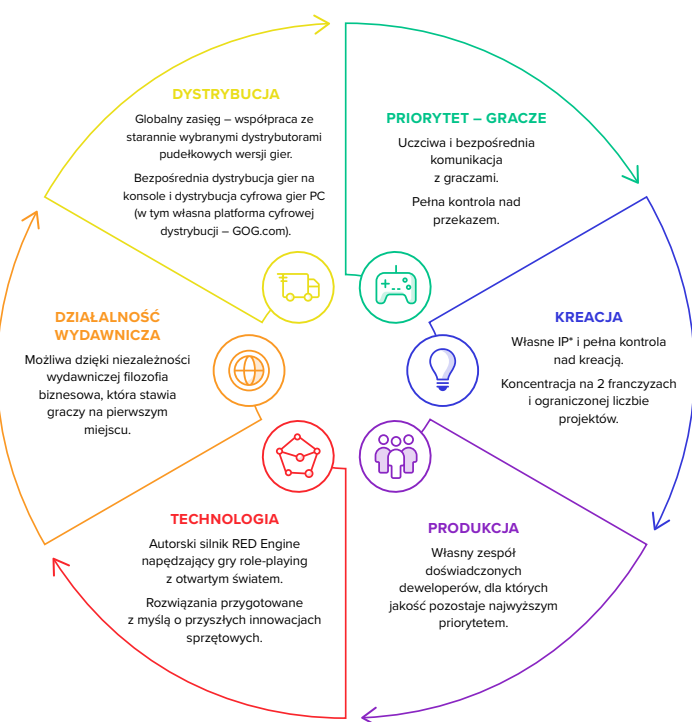 DYSTRYBUCJA
Globalny zasięg – współpraca ze
starannie wybranymi dystrybutorami
pudełkowych wersji gier.
Bezpośrednia dystrybucja gier na
konsole i dystrybucja cyfrowa gier PC
(w tym własna platforma cyfrowej
dystrybucji – GOG.com).
PRIORYTET – GRACZE
Uczciwa i bezpośrednia
komunikacja
z graczami.
Pełna kontrola nad
przekazem.
KREACJA
Własne IP* i pełna kontrola
nad kreacją.
Koncentracja na 2 franczyzach
i ograniczonej liczbie
projektów.
PRODUKCJA
Własny zespół
doświadczonych
deweloperów, dla których
jakość pozostaje najwyższym
priorytetem.
TECHNOLOGIA
Autorski silnik RED Engine
napędzający gry role-playing
z otwartym światem.
Rozwiązania przygotowane
z myślą o przyszłych innowacjach
sprzętowych.
DZIAŁALNOŚĆ
WYDAWNICZA
Możliwa dzięki niezależności
wydawniczej filozofia
biznesowa, która stawia
graczy na pierwszym
miejscu.